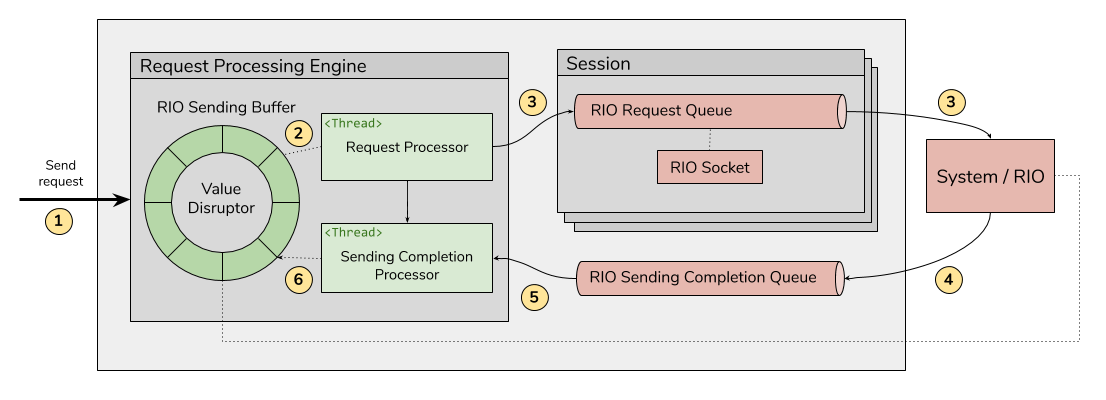 Request Processing Engine
Session
RIO Sending Buffer
2
<Thread>
Request Processor
3
RIO Request Queue
3
RIO Socket
System / RIO
Send
request
1
Value
Disruptor
<Thread>
Sending Completion
Processor
6
5
RIO Sending Completion Queue
4